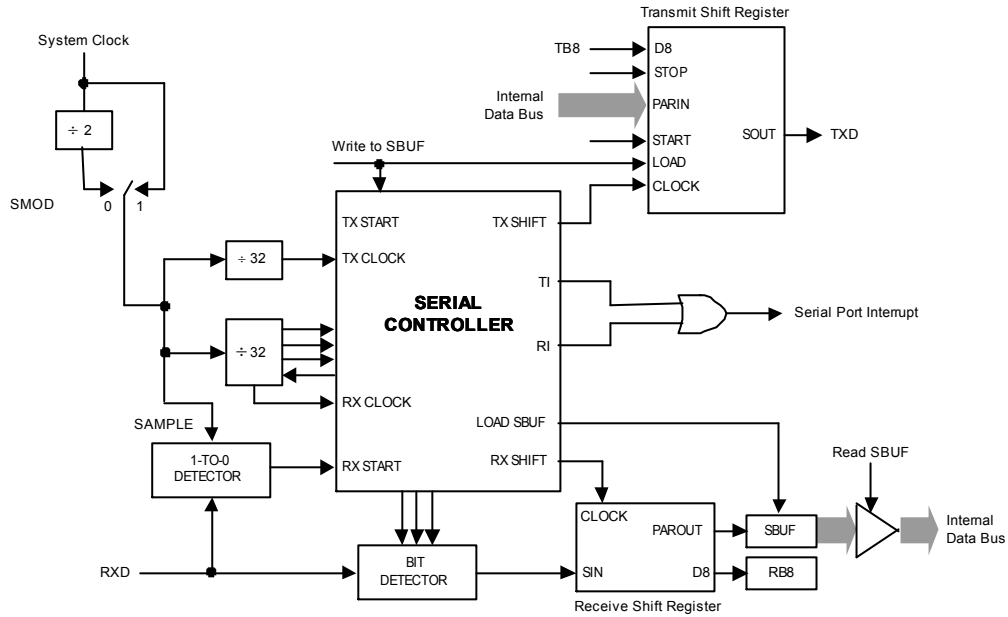 Transmit Shift Register
System Clock
TB8
D8
STOP
Internal
Data Bus
PARIN
÷ 2
START
SOUT
TXD
Write to SBUF
LOAD
CLOCK
SMOD
0
1
TX START
TX SHIFT
÷ 32
TX CLOCK
TI
SERIAL
CONTROLLER
Serial Port Interrupt
÷ 32
RI
RX CLOCK
SAMPLE
LOAD SBUF
1-TO-0
DETECTOR
RX START
RX SHIFT
Read SBUF
CLOCK
PAROUT
SBUF
Internal
Data Bus
RXD
BIT
DETECTOR
SIN
D8
RB8
Receive Shift Register